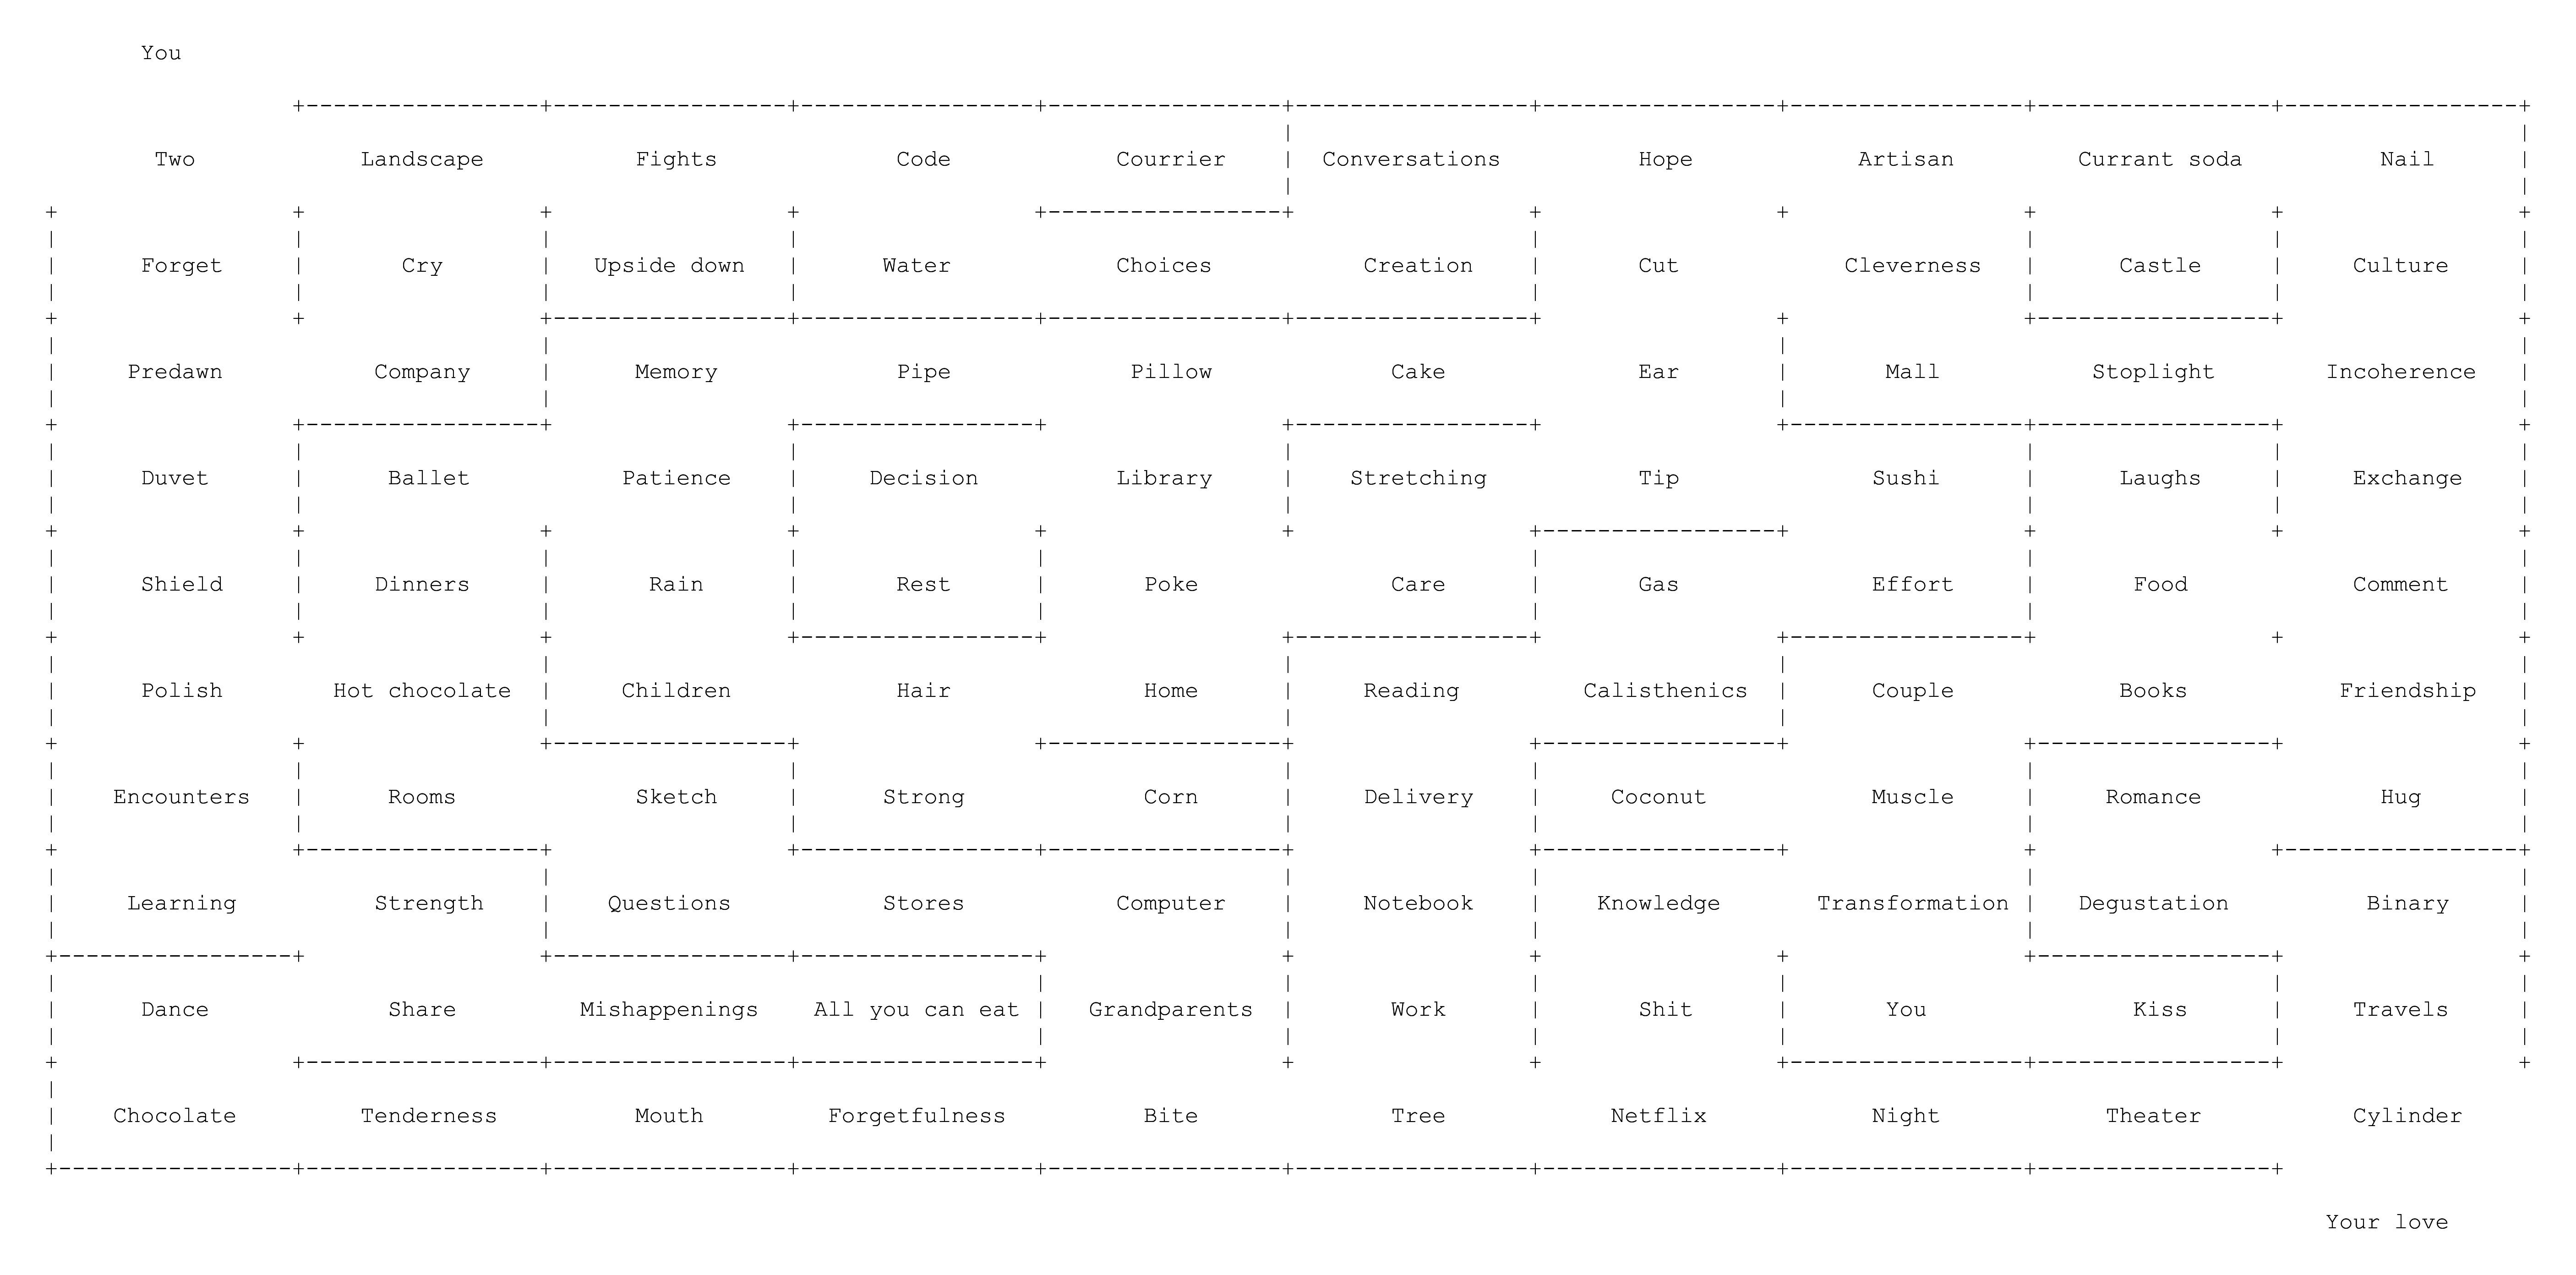 You
Two Landscape Fights Code Courrier Conversations Hope Artisan Currant soda Nail
Forget Cry Upside down Water Choices Creation Cut Cleverness Castle Culture
Predawn Company Memory Pipe Pillow Cake Ear Mall Stoplight Incoherence
Duvet Ballet Patience Decision Library Stretching Tip Sushi Laughs Exchange
Shield Dinners Rain Rest Poke Care Gas Effort Food Comment
Polish Hot chocolate Children Hair Home Reading Calisthenics Couple Books Friendship
Encounters Rooms Sketch Strong Corn Delivery Coconut Muscle Romance Hug
Learning Strength Questions Stores Computer Notebook Knowledge Transformation Degustation Binary
Dance Share Mishappenings All you can eat Grandparents Work Shit You Kiss Travels
Chocolate Tenderness Mouth Forgetfulness Bite Tree Netflix Night Theater Cylinder
Your love